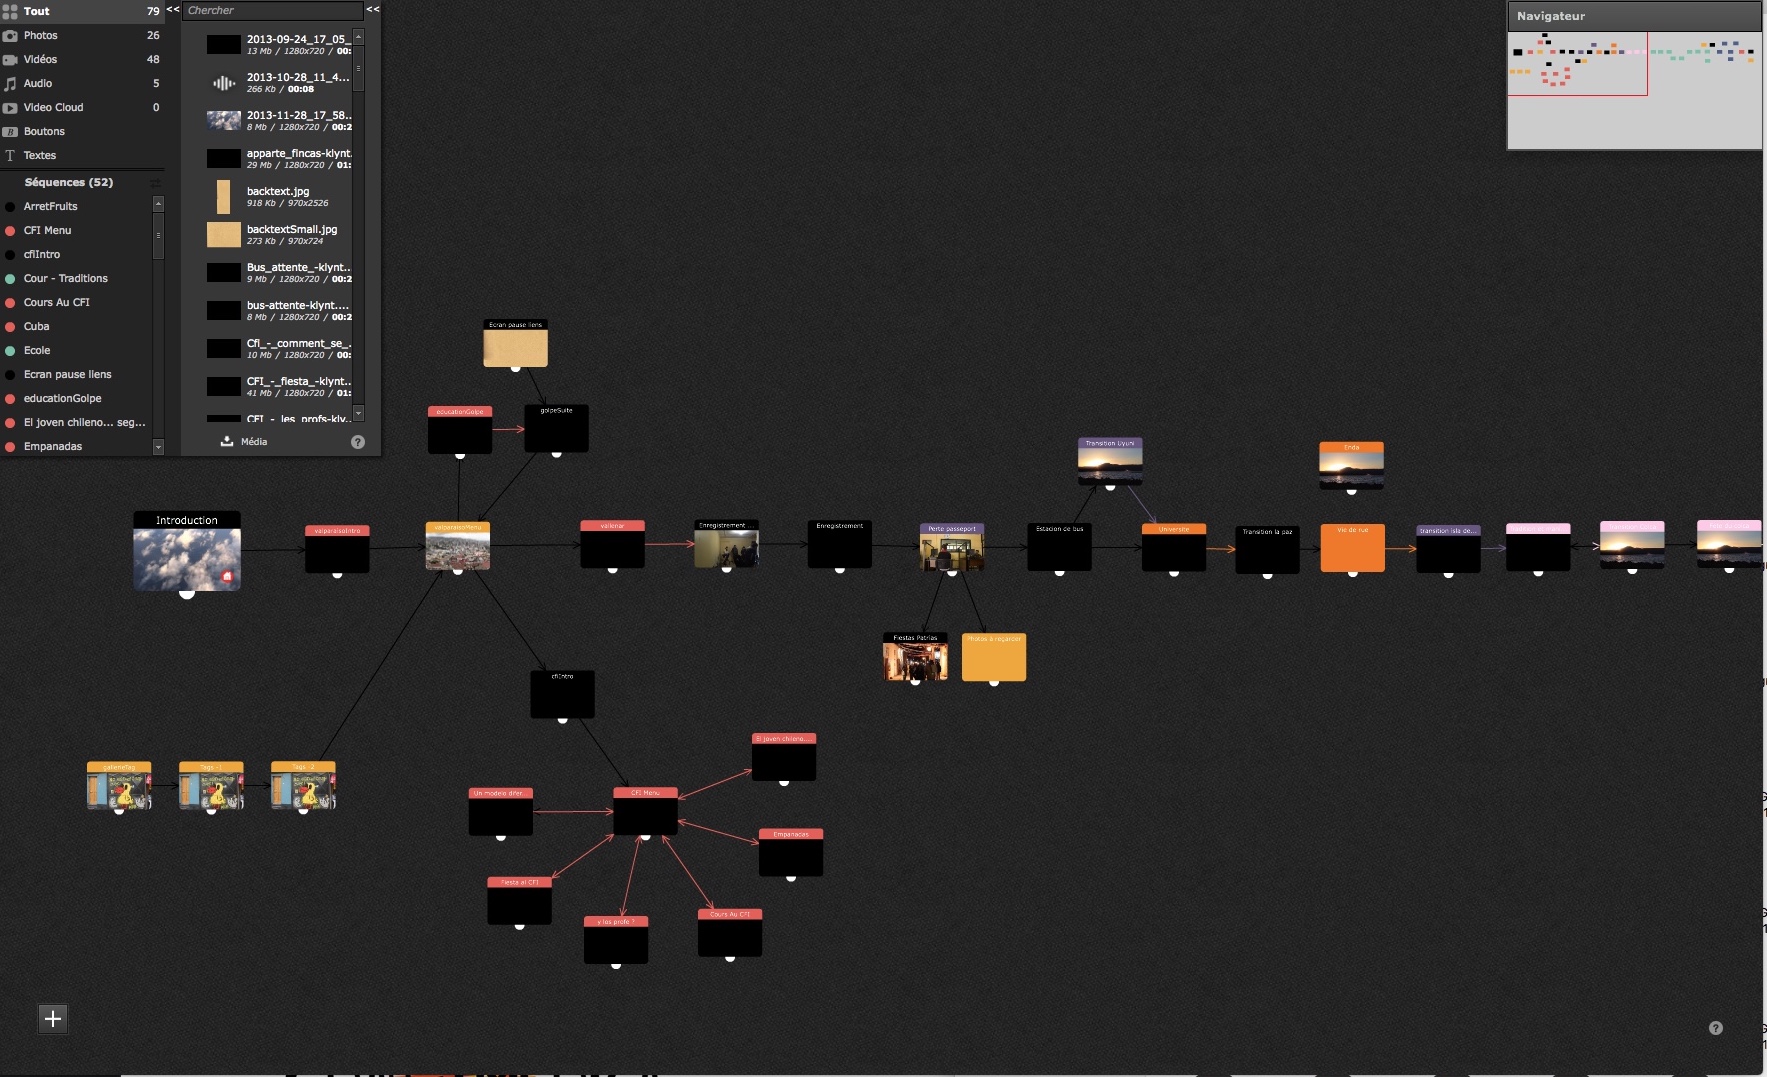 Tout 79 <<
Photos 26
Vidéos 48
Audio 5
Video Cloud 0
B Boutons
T Textes
Séquences (52)
ArretFruits
CFI Menu
cfiIntro
Cour - Traditions
Cours Au CFI
Cuba
Ecole
Ecran pause liens
educationGolpe
El joven chileno... seg...
Empanadas
Chercher <<
2013-09-24_17_05_
13 Mb / 1280x720 / 00:
2013-10-28_11_4...
266 Kb / 00:08
2013-11-28_17_58..
8 Mb / 1280x720 / 00:2
apparte_fincas-klynt.
29 Mb / 1280x720 / 01:
backtext.jpg
918 Kb / 970x2526
backtextSmall.jpg
273 Kb / 970x724
Bus_attente_-klynt...
9 Mb / 1280x720 / 00:2
bus-attente-klynt....
8 Mb / 1280x720 / 00:2
Cfi_-_comment_se_.
10 Mb / 1280x720 / 00:
CFI_-_fiesta_-klynt..
41 Mb / 1280x720 / 01:
CFI_-_les_profs-kly..
Média ?
Navigateur
Ecran pause liens
educationGolpe
golpeSuite
Transition Uyuni
Enda
Introduction
valparaisoIntro
valparaisoMenu
vallenar
Enregistrement ...
Enregistrement
Perte passeport
Estacion de bus
Universite
Transition la paz
Vie de rue
transition isla de...
Fiestas Patrias
Photos à regarder
cfiIntro
galerieTag
Tags -1
Tags -2
El joven chileno....
Un modelo difer...
CFI Menu
Empanadas
Fiesta al CFI
y los profe ?
Cours Au CFI
+
?